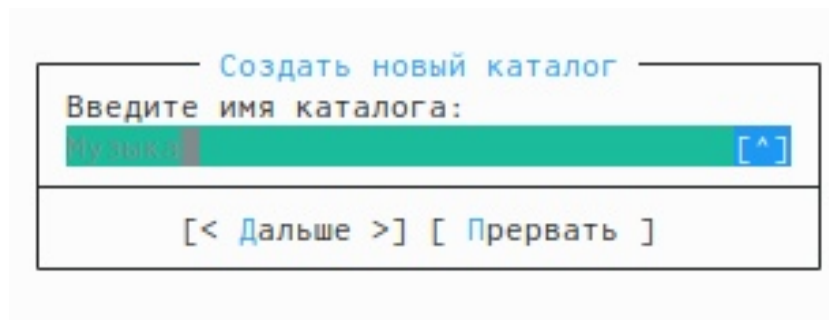 Создать новый каталог
Введите имя каталога:
Музыка [^]
[< Дальше >] [ Прервать ]